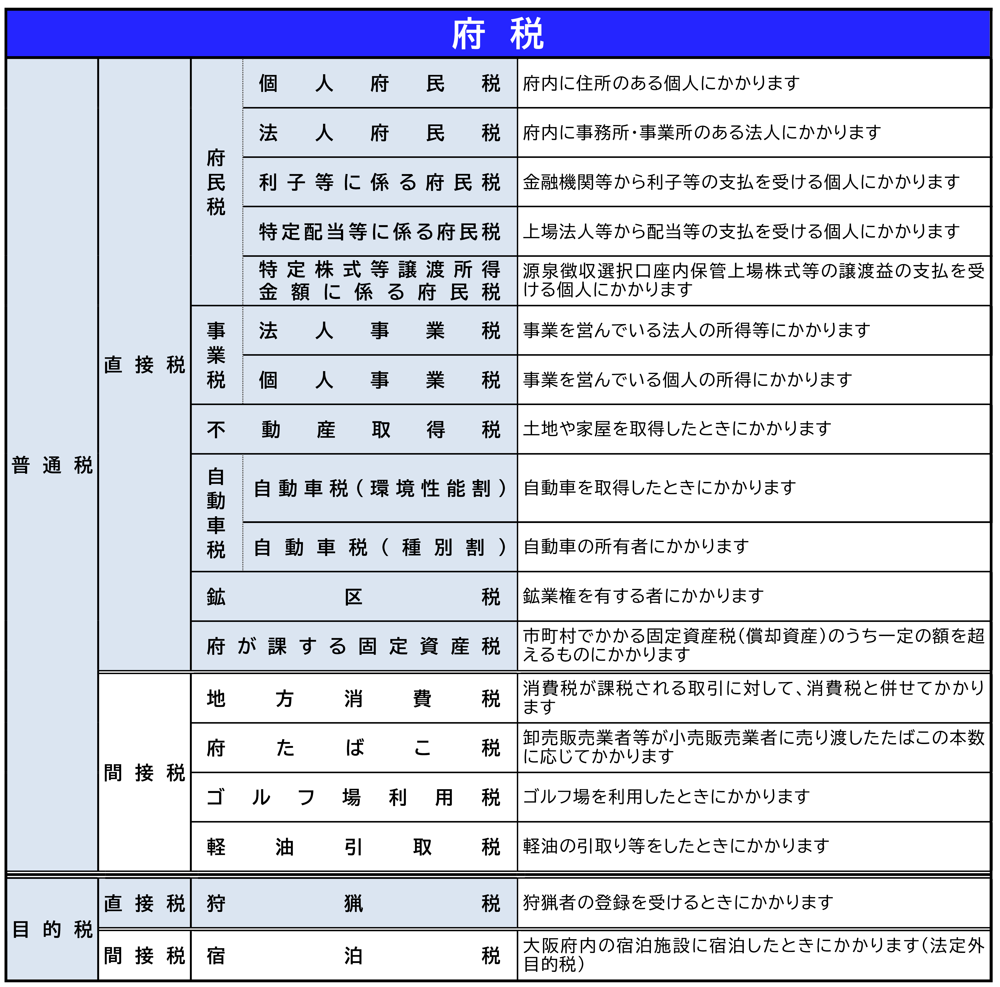 府税
普通税
直接税
府民税
個人府民税
府内に住所のある個人にかかります
法人府民税
府内に事務所・事業所のある法人にかかります
利子等に係る府民税
金融機関等から利子等の支払を受ける個人にかかります
特定配当等に係る府民税
上場法人等から配当等の支払を受ける個人にかかります
特定株式等譲渡所得
金額に係る府民税
源泉徴収選択口座内保管上場株式等の譲渡益の支払を受
ける個人にかかります
事業税
法人事業税
事業を営んでいる法人の所得等にかかります
個人事業税
事業を営んでいる個人の所得にかかります
不動産取得税
土地や家屋を取得したときにかかります
自動車税
自動車税（環境性能割）
自動車を取得したときにかかります
自動車税（種別割）
自動車の所有者にかかります
鉱区税
鉱業権を有する者にかかります
府が課する固定資産税
市町村でかかる固定資産税（償却資産）のうち一定の額を超
えるものにかかります
間接税
地方消費税
消費税が課税される取引に対して、消費税と併せてかかり
ます
府たばこ税
卸売販売業者等が小売販売業者に売り渡したたばこの本数
に応じてかかります
ゴルフ場利用税
ゴルフ場を利用したときにかかります
軽油引取税
軽油の引取り等をしたときにかかります
目的税
直接税
狩猟税
狩猟者の登録を受けるときにかかります
間接税
宿泊税
大阪府内の宿泊施設に宿泊したときにかかります（法定外
目的税）